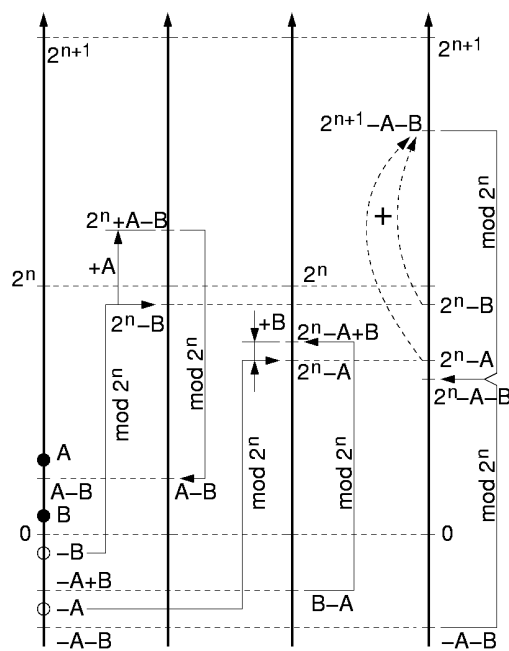 2ⁿ⁺¹
2ⁿ⁺¹
2ⁿ⁺¹–A–B
mod 2ⁿ
+
2ⁿ+A–B
+A
2ⁿ
2ⁿ
2ⁿ–B
2ⁿ–B
+B
2ⁿ–A+B
2ⁿ–A
2ⁿ–A
2ⁿ–A–B
mod 2ⁿ
mod 2ⁿ
mod 2ⁿ
mod 2ⁿ
mod 2ⁿ
A
A–B
A–B
B
0
0
–B
–A+B
B–A
–A
–A–B
–A–B